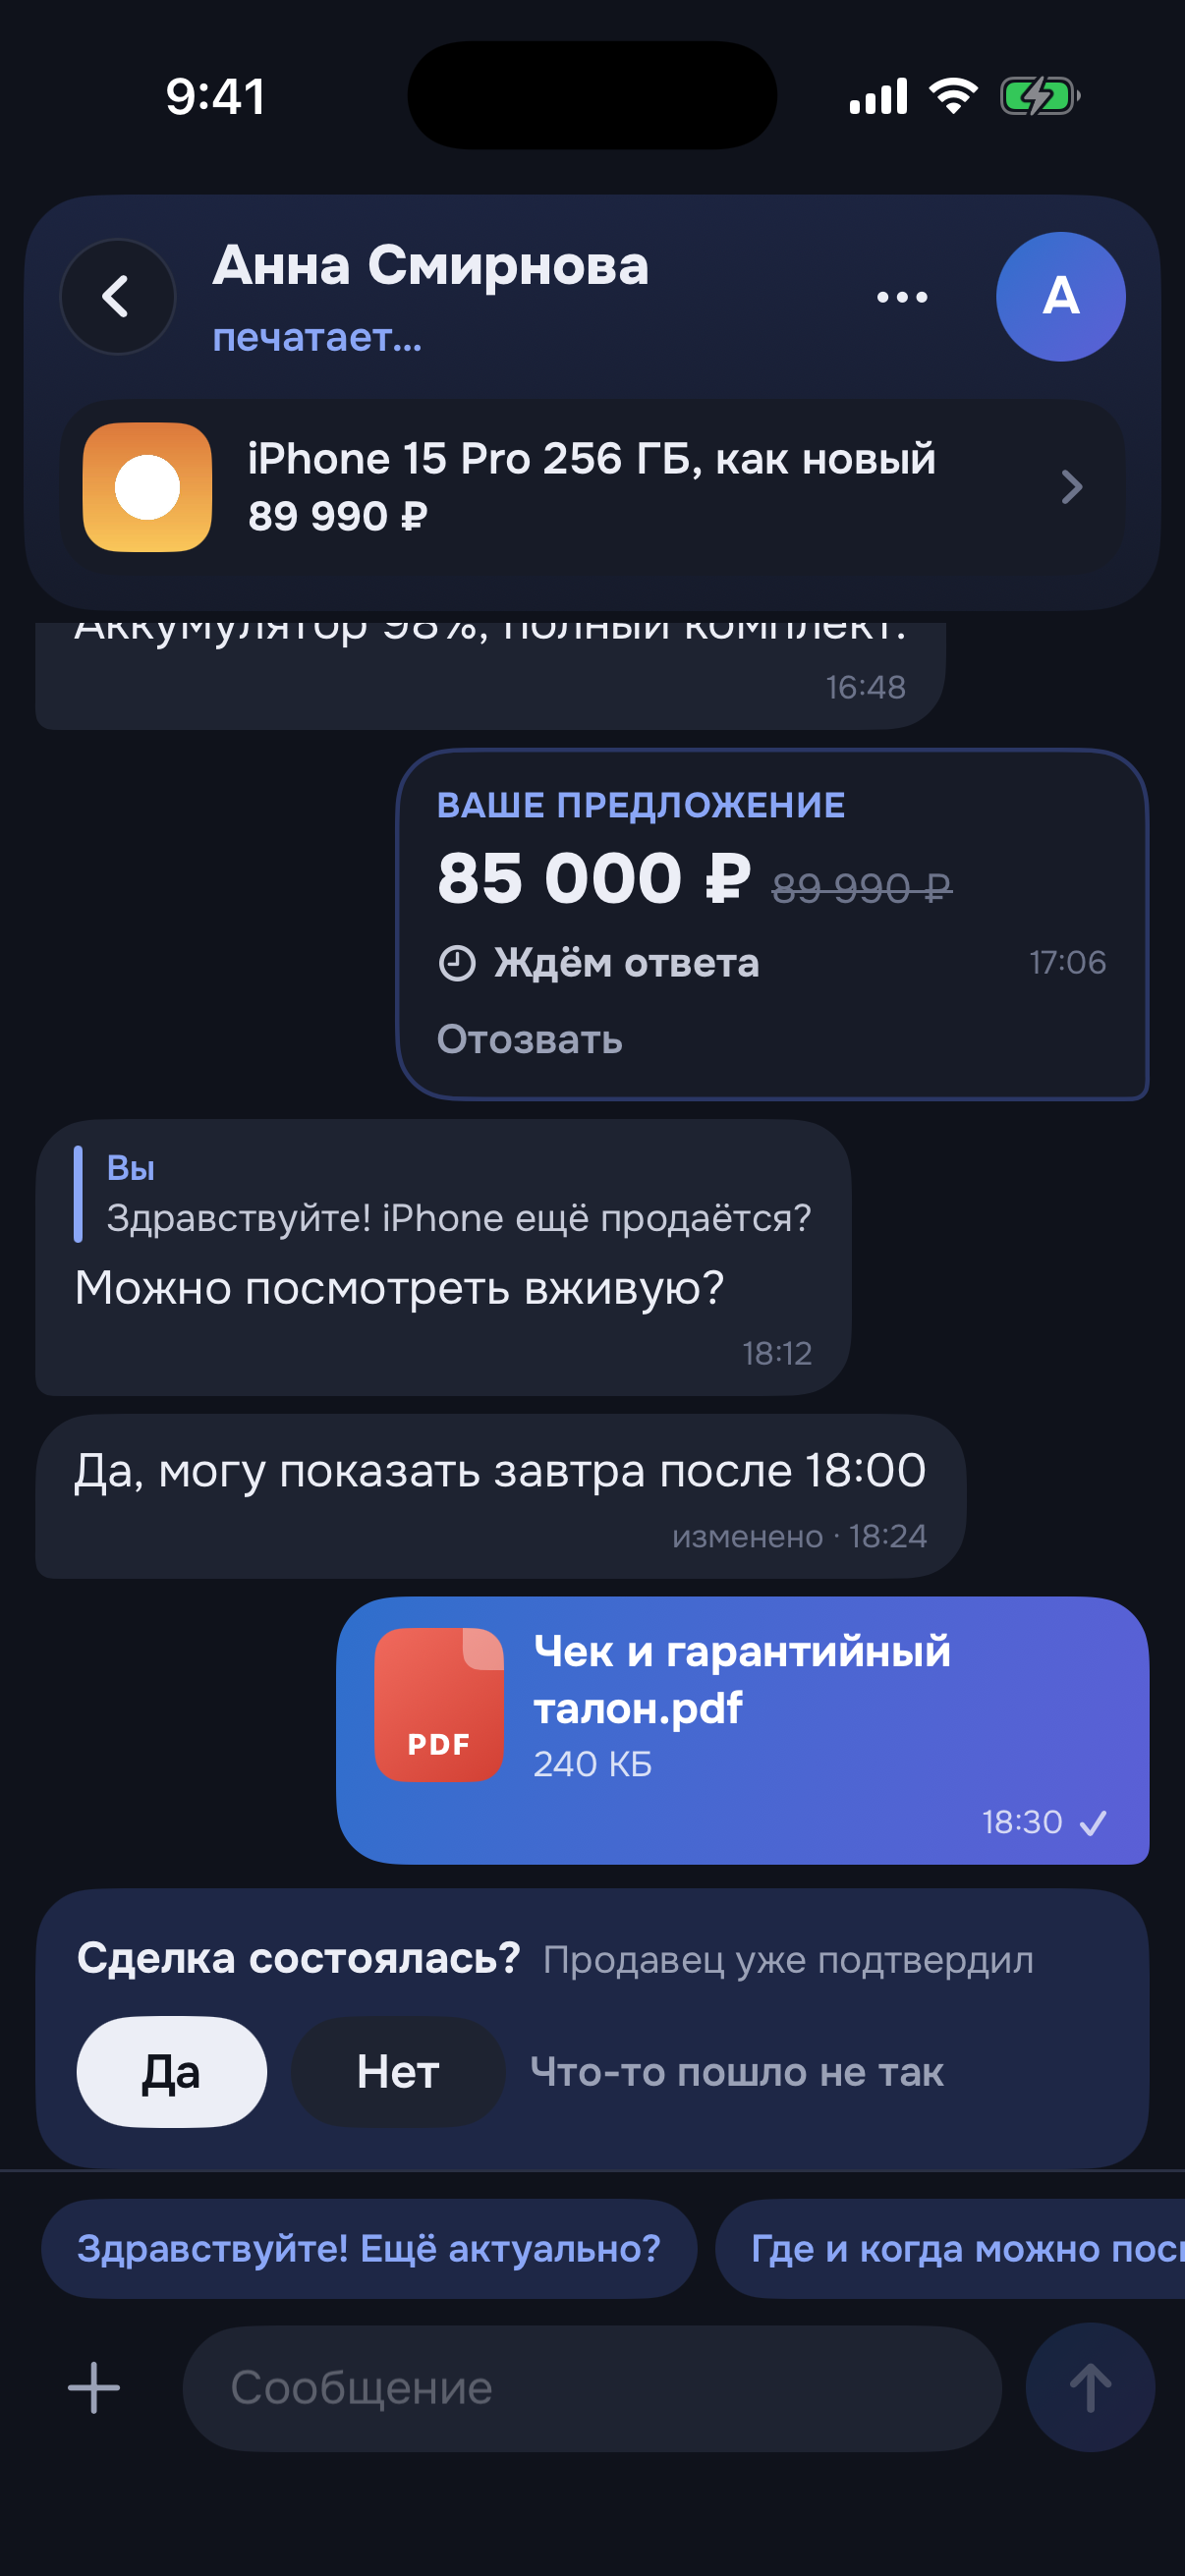 9:41
Анна Смирнова
печатает...
A
iPhone 15 Pro 256 ГБ, как новый
89 990 ₽
Аккумулятор 98%, полный комплект.
16:48
ВАШЕ ПРЕДЛОЖЕНИЕ
85 000 ₽ 89 990 ₽
Ждём ответа 17:06
Отозвать
Вы
Здравствуйте! iPhone ещё продаётся?
Можно посмотреть вживую?
18:12
Да, могу показать завтра после 18:00
изменено · 18:24
Чек и гарантийный
талон.pdf
PDF
240 КБ
18:30
Сделка состоялась? Продавец уже подтвердил
Да Нет Что-то пошло не так
Здравствуйте! Ещё актуально? Где и когда можно
Сообщение